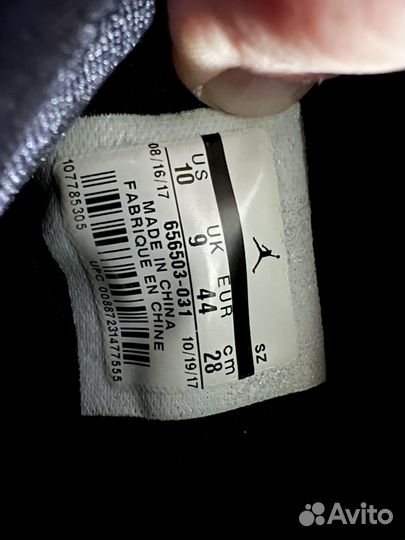 SZ
US UK EUR cm
10 9 44 28
08/16/17 10/19/17
656503-031
MADE IN CHINA
FABRIQUE EN CHINE
107785305
UPC 00887231477555
Avito